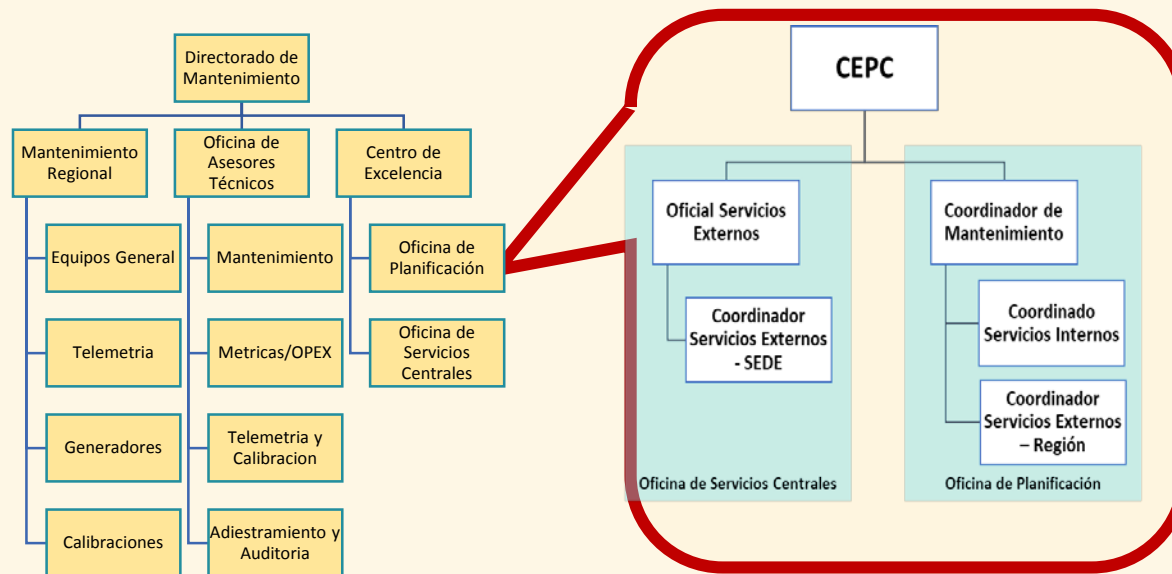 Directorado de
Mantenimiento
Mantenimiento
Regional
Equipos General
Telemetria
Generadores
Calibraciones
Oficina de
Asesores
Técnicos
Mantenimiento
Metricas/OPEX
Telemetria y
Calibracion
Adiestramiento y
Auditoria
Centro de
Excelencia
Oficina de
Planificación
Oficina de
Servicios
Centrales
CEPC
Oficial Servicios
Externos
Coordinador
Servicios Externos
- SEDE
Oficina de Servicios Centrales
Coordinador de
Mantenimiento
Coordinado
Servicios Internos
Coordinador
Servicios Externos
– Región
Oficina de Planificación